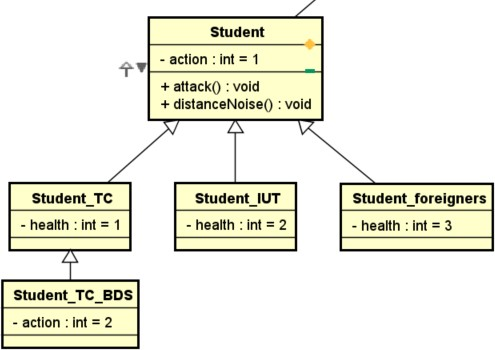 Student
- action : int = 1
+ attack() : void
+ distanceNoise() : void
Student_TC
- health : int = 1
Student_IUT
- health : int = 2
Student_foreigners
- health : int = 3
Student_TC_BDS
- action : int = 2